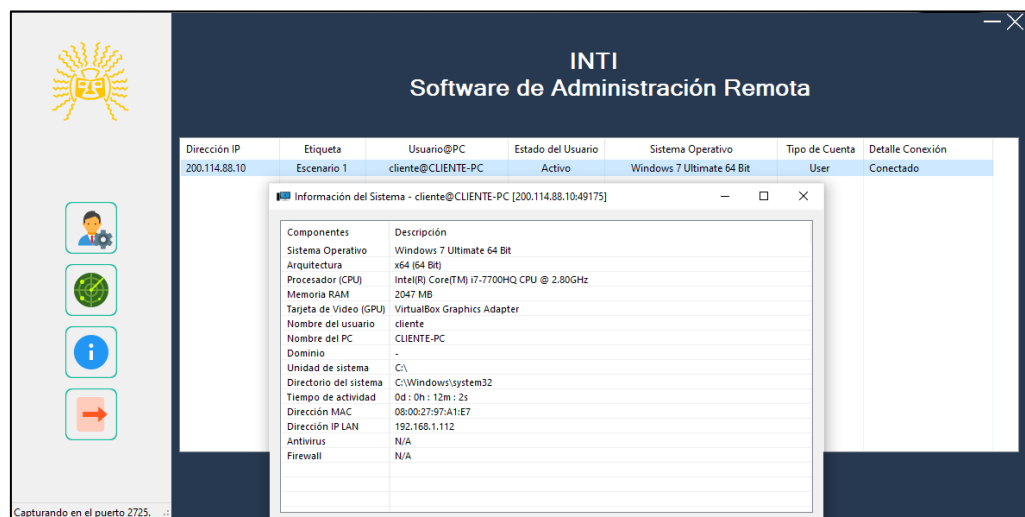 INTI
Software de Administración Remota
Dirección IP Etiqueta Usuario@PC Estado del Usuario Sistema Operativo Tipo de Cuenta Detalle Conexión
200.114.88.10 Escenario 1 cliente@CLIENTE-PC Activo Windows 7 Ultimate 64 Bit User Conectado
Información del Sistema - cliente@CLIENTE-PC [200.114.88.10:49175]
Componentes Descripción
Sistema Operativo Windows 7 Ultimate 64 Bit
Arquitectura x64 (64 Bit)
Procesador (CPU) Intel(R) Core(TM) i7-7700HQ CPU @ 2.80GHz
Memoria RAM 2047 MB
Tarjeta de Video (GPU) VirtualBox Graphics Adapter
Nombre del usuario cliente
Nombre del PC CLIENTE-PC
Dominio -
Unidad de sistema C:\
Directorio del sistema C:\Windows\system32
Tiempo de actividad 0d : 0h : 12m : 2s
Dirección MAC 08:00:27:97:A1:E7
Dirección IP LAN 192.168.1.112
Antivirus N/A
Firewall N/A
Capturando en el puerto 2725.